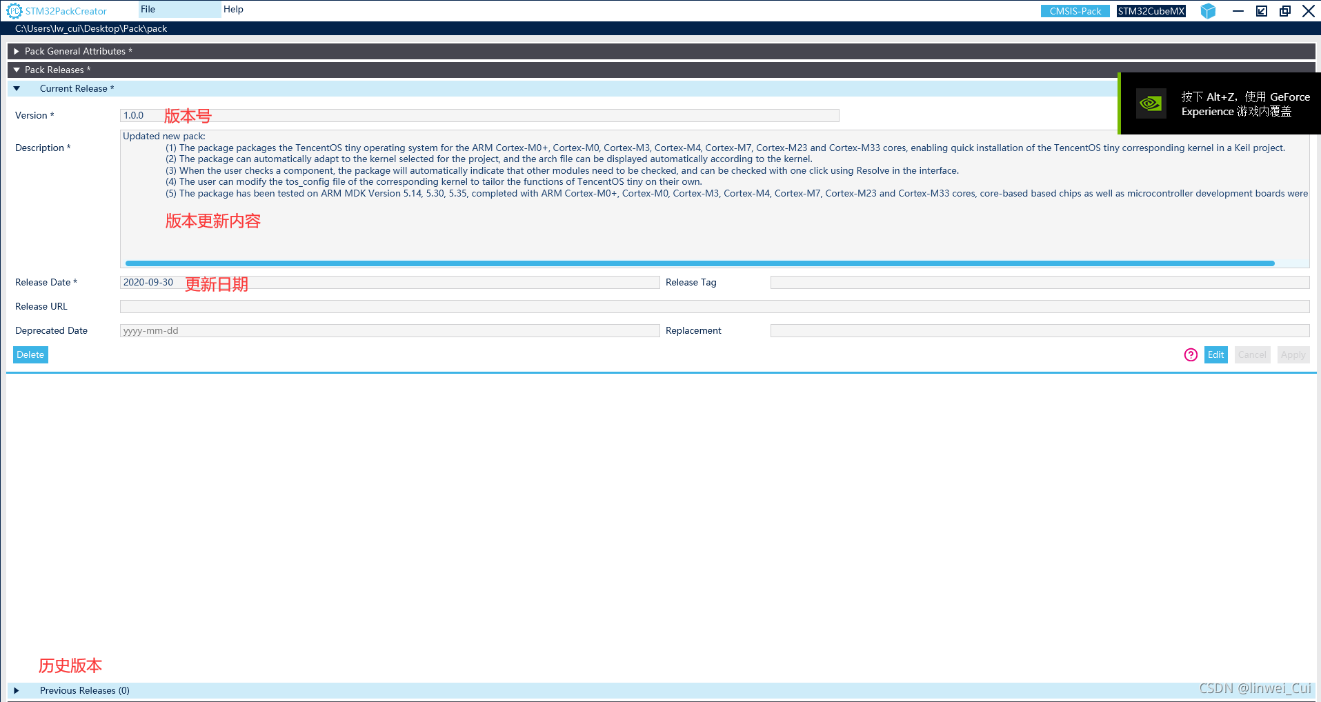 STM32PackCreator File Help CMSIS-Pack STM32CubeMX
C:\Users\lw_cui\Desktop\Pack\pack
Pack General Attributes *
Pack Releases *
Current Release *
按下 Alt+Z，使用 GeForce
Experience 游戏内覆盖
Version * 1.0.0 版本号
Description * Updated new pack:
(1) The package packages the TencentOS tiny operating system for the ARM Cortex-M0+, Cortex-M0, Cortex-M3, Cortex-M4, Cortex-M7, Cortex-M23 and Cortex-M33 cores, enabling quick installation of the TencentOS tiny corresponding kernel in a Keil project.
(2) The package can automatically adapt to the kernel selected for the project, and the arch file can be displayed automatically according to the kernel.
(3) When the user checks a component, the package will automatically indicate that other modules need to be checked, and can be checked with one click using Resolve in the interface.
(4) The user can modify the tos_config file of the corresponding kernel to tailor the functions of TencentOS tiny on their own.
(5) The package has been tested on ARM MDK Version 5.14, 5.30, 5.35, completed with ARM Cortex-M0+, Cortex-M0, Cortex-M3, Cortex-M4, Cortex-M7, Cortex-M23 and Cortex-M33 cores, core-based based chips as well as microcontroller development boards were
版本更新内容
Release Date * 2020-09-30 更新日期 Release Tag
Release URL
Deprecated Date yyyy-mm-dd Replacement
Delete ? Edit Cancel Apply
历史版本
Previous Releases (0)
CSDN @linwei_Cui